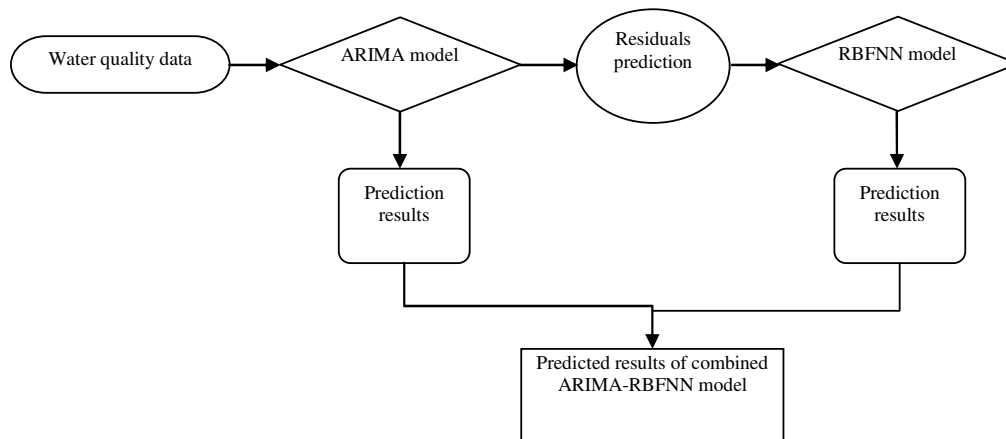 Water quality data
ARIMA model
Residuals
prediction
RBFNN model
Prediction
results
Prediction
results
Predicted results of combined
ARIMA-RBFNN model